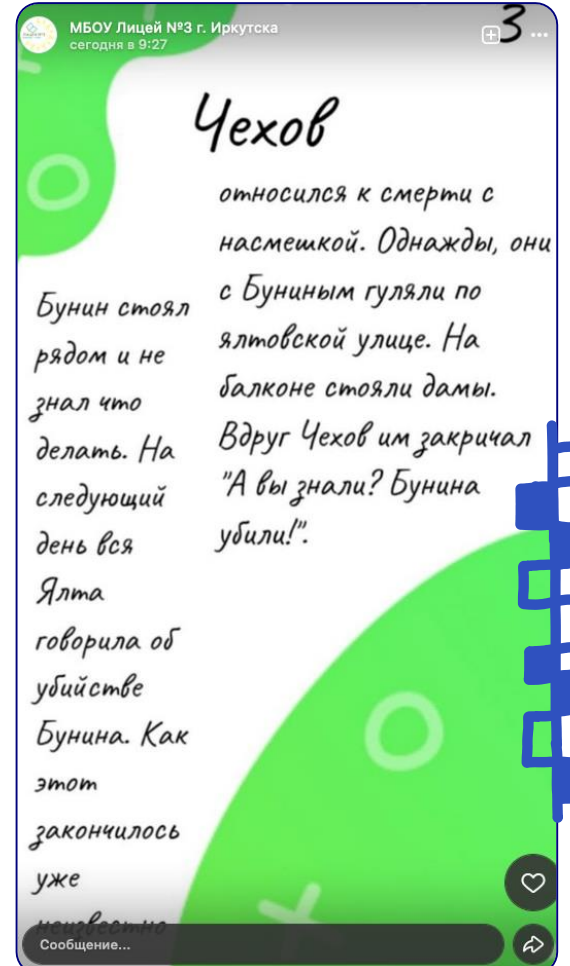 МБОУ Лицей №3 г. Иркутска
сегодня в 9:27
3
Чехов
относился к смерти с
насмешкой. Однажды, они
с Буниным гуляли по
ялтовской улице. На
балконе стояли дамы.
Вдруг Чехов им закричал
"А вы знали? Бунина
убили!".
Бунин стоял
рядом и не
знал что
делать. На
следующий
день вся
Ялта
говорила об
убийстве
Бунина. Как
этот
закончилось
уже
неизвестно
Сообщение...